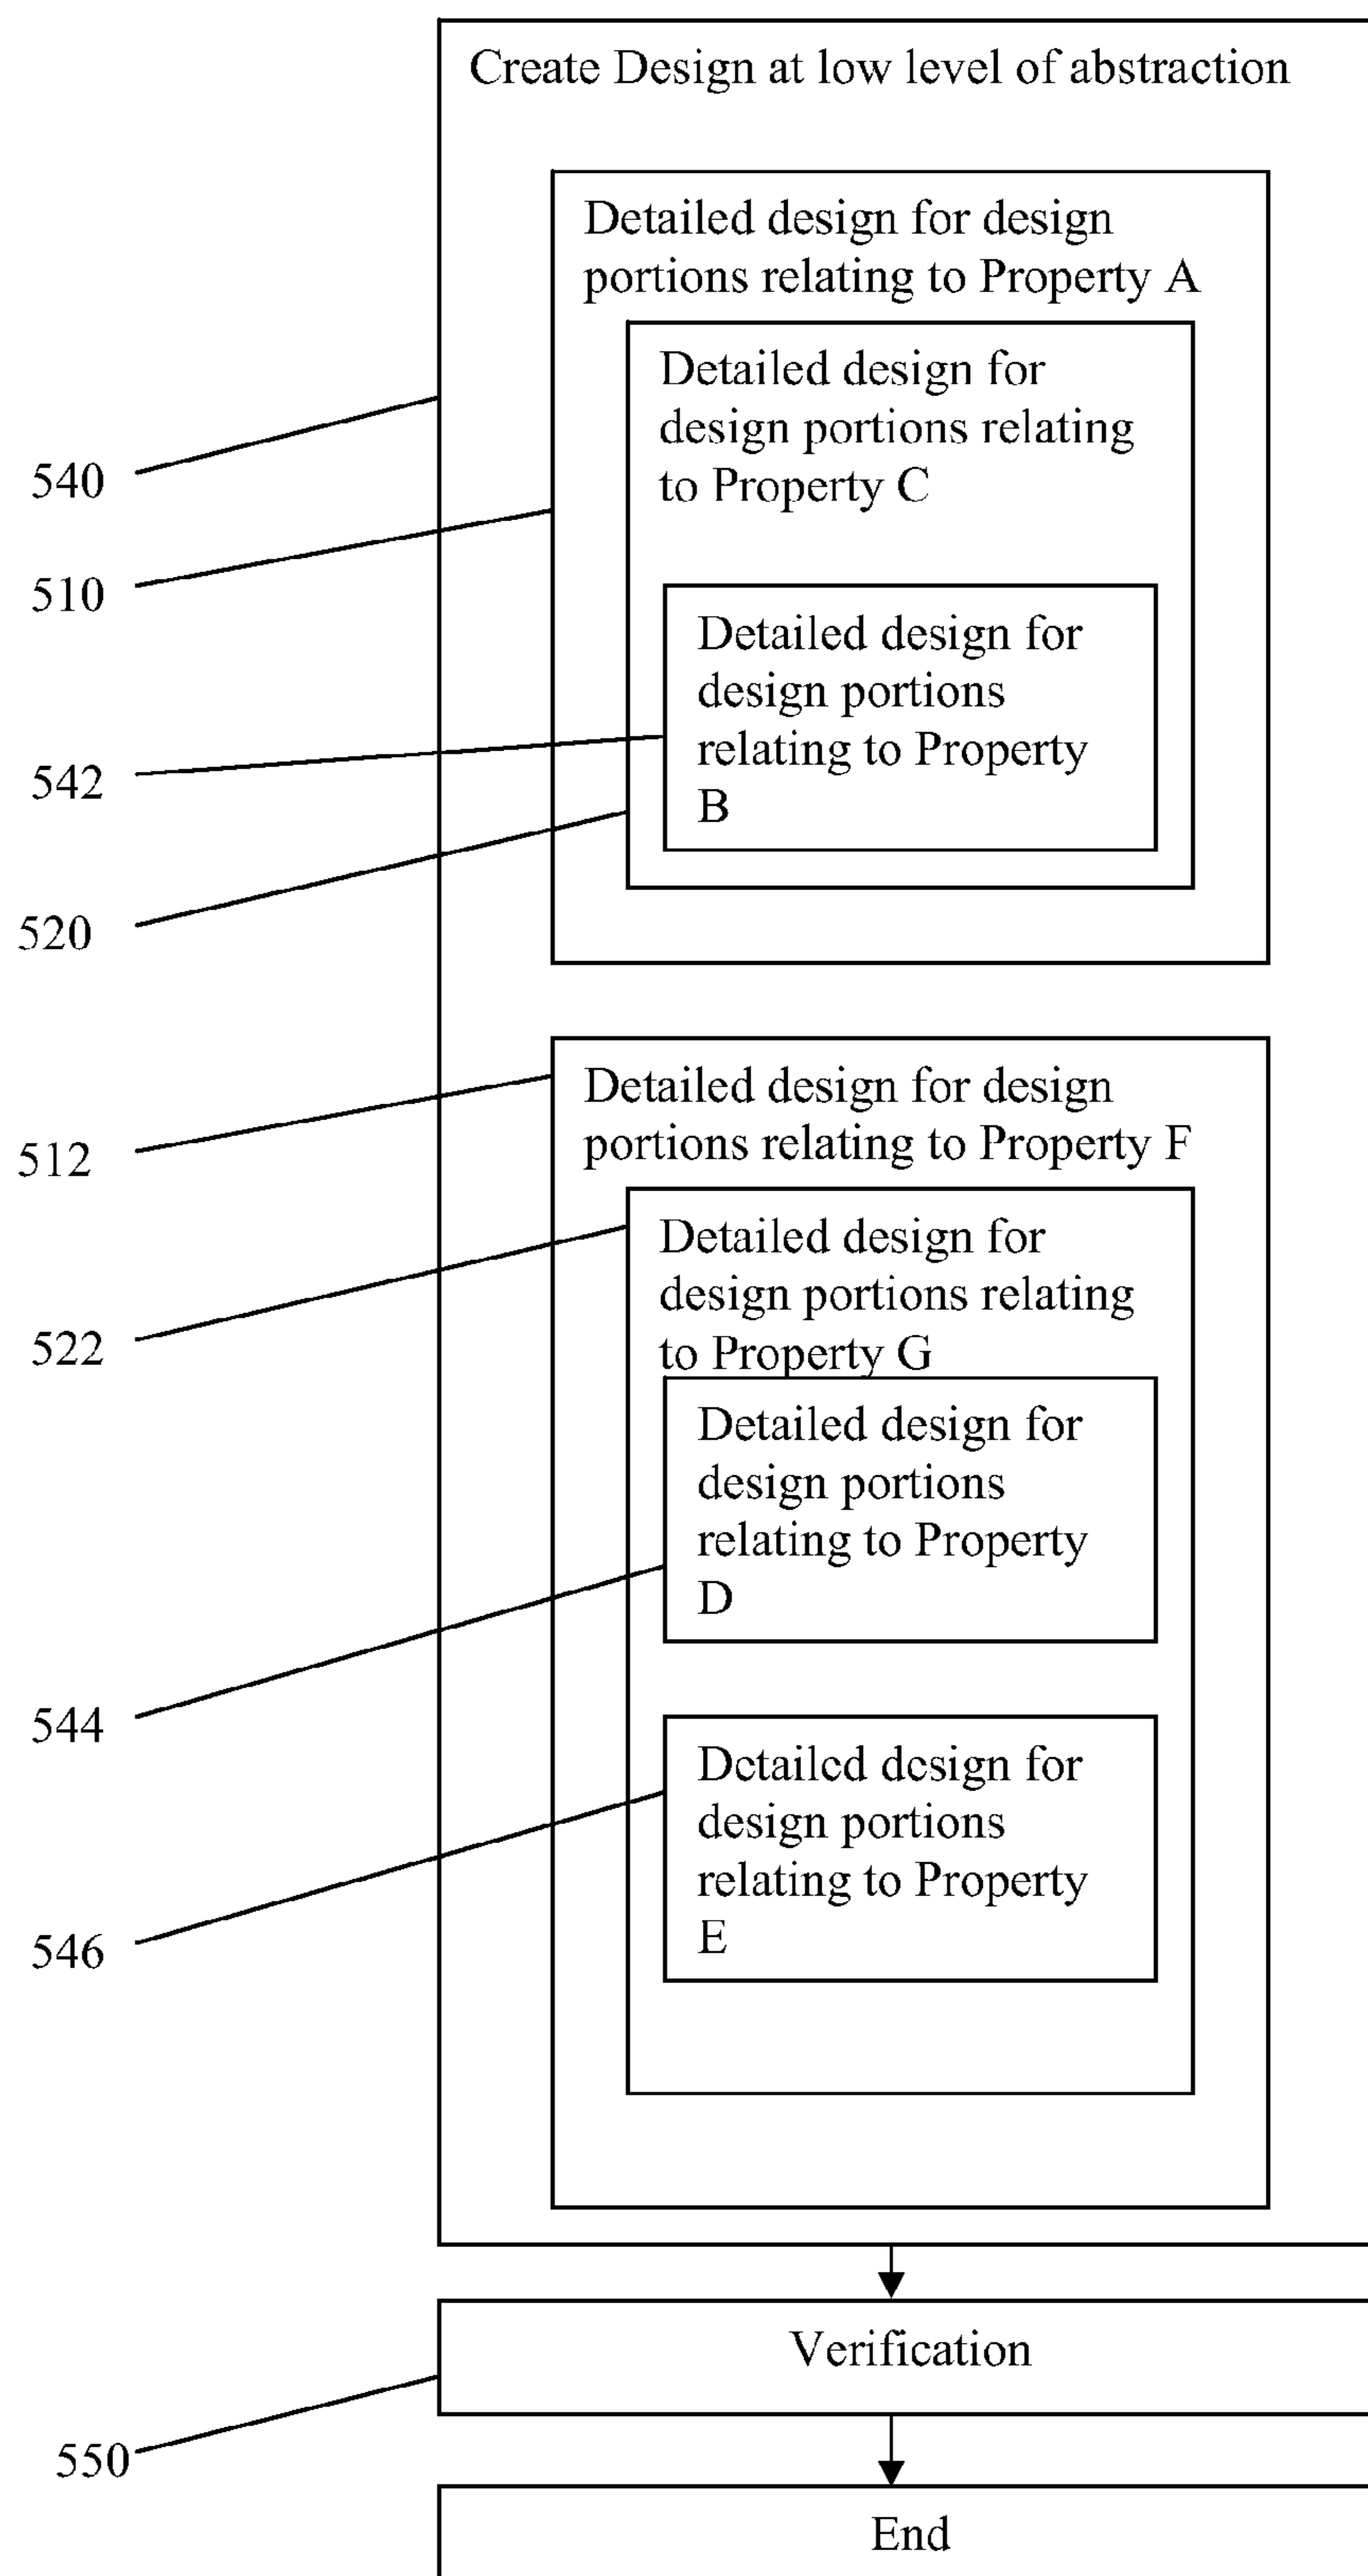 Create Design at low level of abstraction
Detailed design for design
portions relating to Property A
Detailed design for
design portions relating
to Property C
540
510
Detailed design for
design portions
relating to Property
B
542
520
Detailed design for design
portions relating to Property F
512
Detailed design for
design portions relating
to Property G
522
Detailed design for
design portions
relating to Property
D
544
Detailed design for
design portions
relating to Property
E
546
Verification
550
End